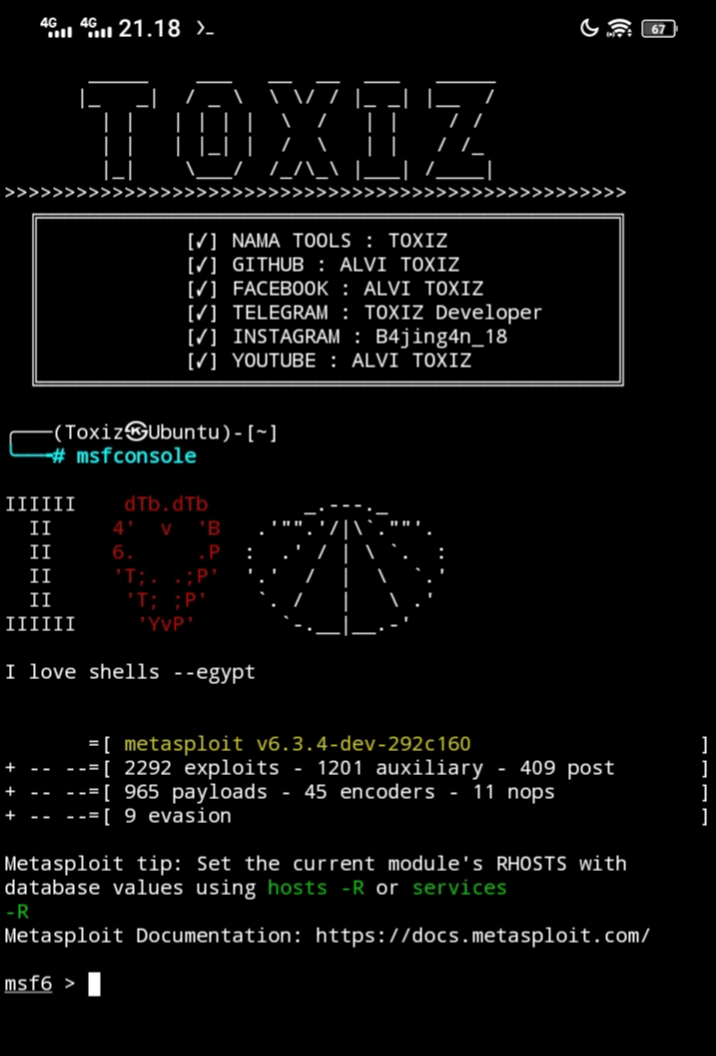 4G 4G 21.18 >_ 67
TOXIZ
>>>>>>>>>>>>>>>>>>>>>>>>>>>>>>>>>>>>>>>>>>>>>>>>>>>>
[✓] NAMA TOOLS : TOXIZ
[✓] GITHUB : ALVI TOXIZ
[✓] FACEBOOK : ALVI TOXIZ
[✓] TELEGRAM : TOXIZ Developer
[✓] INSTAGRAM : B4jing4n_18
[✓] YOUTUBE : ALVI TOXIZ
(Toxiz㉿Ubuntu)-[~]
# msfconsole
IIIIII    dTb.dTb        _.---._
  II     4'  v  'B   .'"".'/|\`.""'.
  II     6.     .P  :  .' / | \ `.  :
  II     'T;. .;P'  '.'  /  |  \  `.'
  II      'T; ;P'    `. /   |   \ .'
IIIIII     'YvP'       `-.__|__.-'
I love shells --egypt
=[ metasploit v6.3.4-dev-292c160 ]
+ -- --=[ 2292 exploits - 1201 auxiliary - 409 post ]
+ -- --=[ 965 payloads - 45 encoders - 11 nops ]
+ -- --=[ 9 evasion ]
Metasploit tip: Set the current module's RHOSTS with
database values using hosts -R or services
-R
Metasploit Documentation: https://docs.metasploit.com/
msf6 >